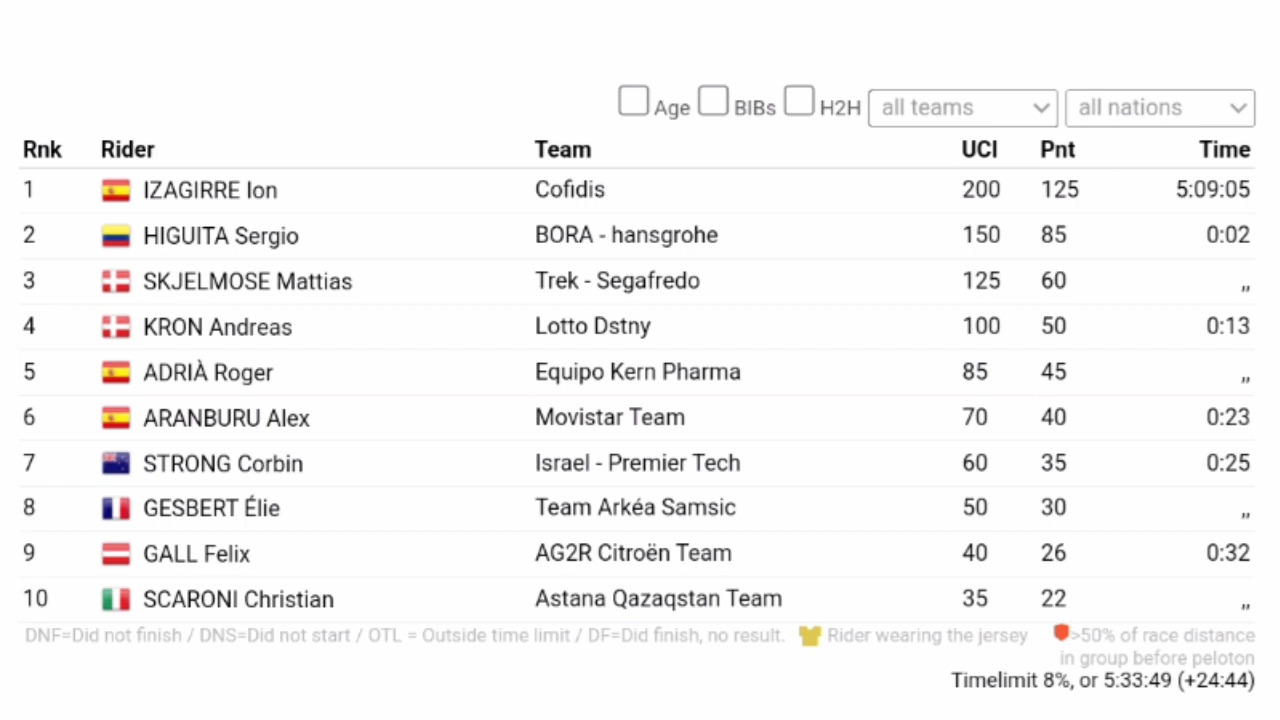 Age BIBs H2H all teams all nations
Rnk Rider Team UCI Pnt Time
1 IZAGIRRE Ion Cofidis 200 125 5:09:05
2 HIGUITA Sergio BORA - hansgrohe 150 85 0:02
3 SKJELMOSE Mattias Trek - Segafredo 125 60 ,,
4 KRON Andreas Lotto Dstny 100 50 0:13
5 ADRIÀ Roger Equipo Kern Pharma 85 45 ,,
6 ARANBURU Alex Movistar Team 70 40 0:23
7 STRONG Corbin Israel - Premier Tech 60 35 0:25
8 GESBERT Élie Team Arkéa Samsic 50 30 ,,
9 GALL Felix AG2R Citroën Team 40 26 0:32
10 SCARONI Christian Astana Qazaqstan Team 35 22 ,,
DNF=Did not finish / DNS=Did not start / OTL = Outside time limit / DF=Did finish, no result. Rider wearing the jersey >50% of race distance
in group before peloton
Timelimit 8%, or 5:33:49 (+24:44)